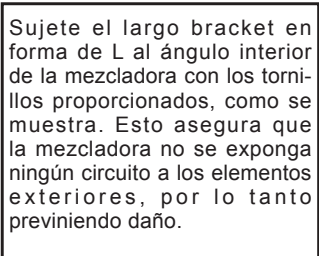 Sujete el largo bracket en
forma de L al ángulo interior
de la mezcladora con los torni-
llos proporcionados, como se
muestra. Esto asegura que
la mezcladora no se exponga
ningún circuito a los elementos
exteriores, por lo tanto
previniendo daño.